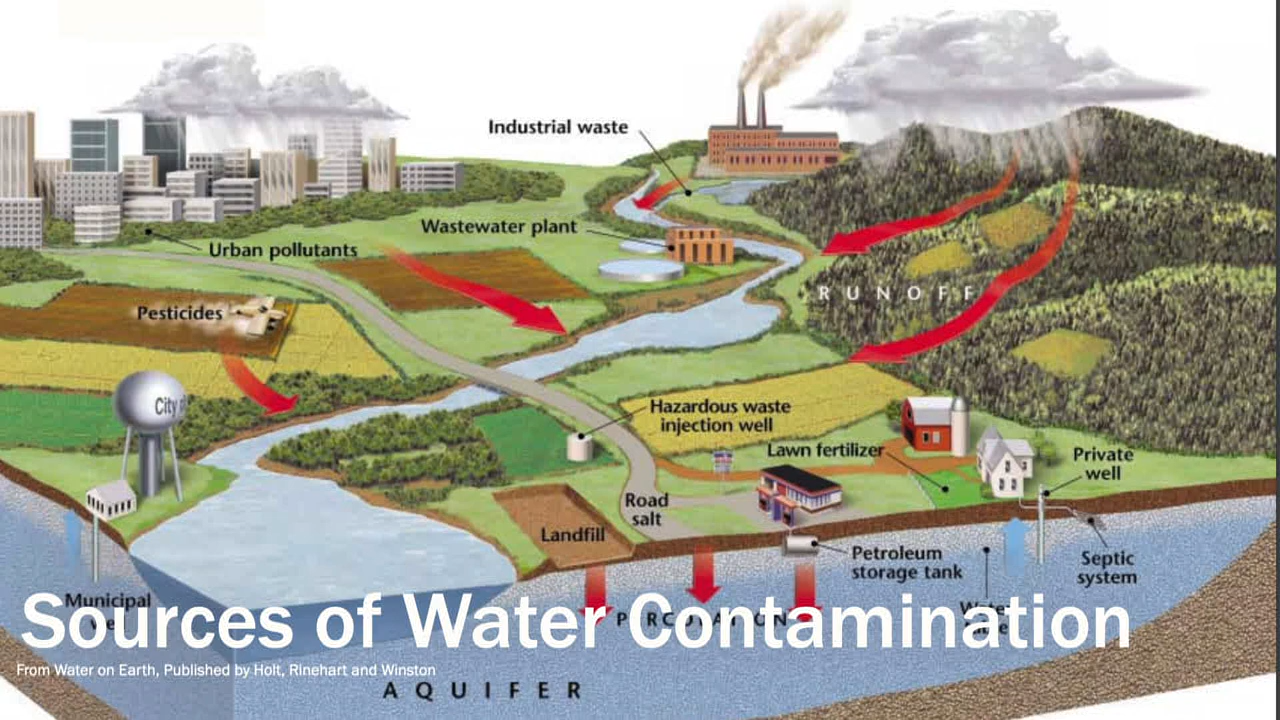 Industrial waste
Wastewater plant
Urban pollutants
RUNOFF
Pesticides
City
Hazardous waste
injection well
Lawn fertilizer
Private
well
Road
salt
Landfill
Petroleum
storage tank
Septic
system
Municipal
Sources of Water Contamination
From Water on Earth, Published by Holt, Rinehart and Winston
AQUIFER